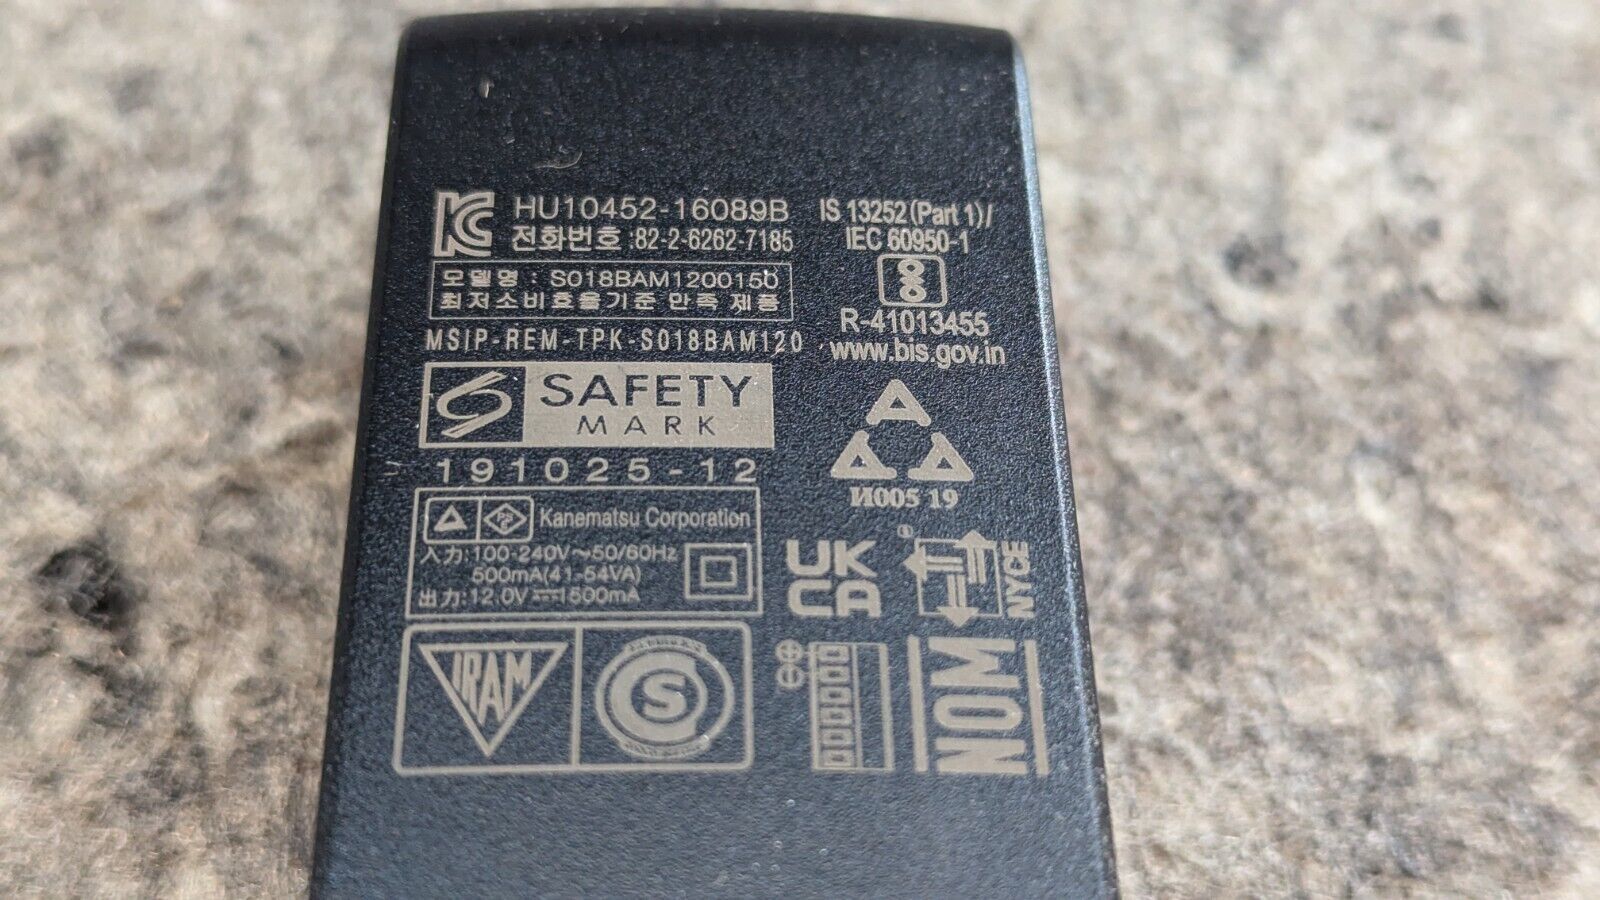 HU10452-16089B
전화번호 :82-2-6262-7185
모델명 : S018BAM1200150
최저소비효율기준 만족 제품
MSIP-REM-TPK-S018BAM120
SAFETY
MARK
191025-12
Kanematsu Corporation
入力:100-240V~50/60Hz
500mA(41-54VA)
出力:12.0V⎓1500mA
IRAM
S
IS 13252 (Part 1)/
IEC 60950-1
R-41013455
www.bis.gov.in
И005 19
UK
CA
NYCE
NOM